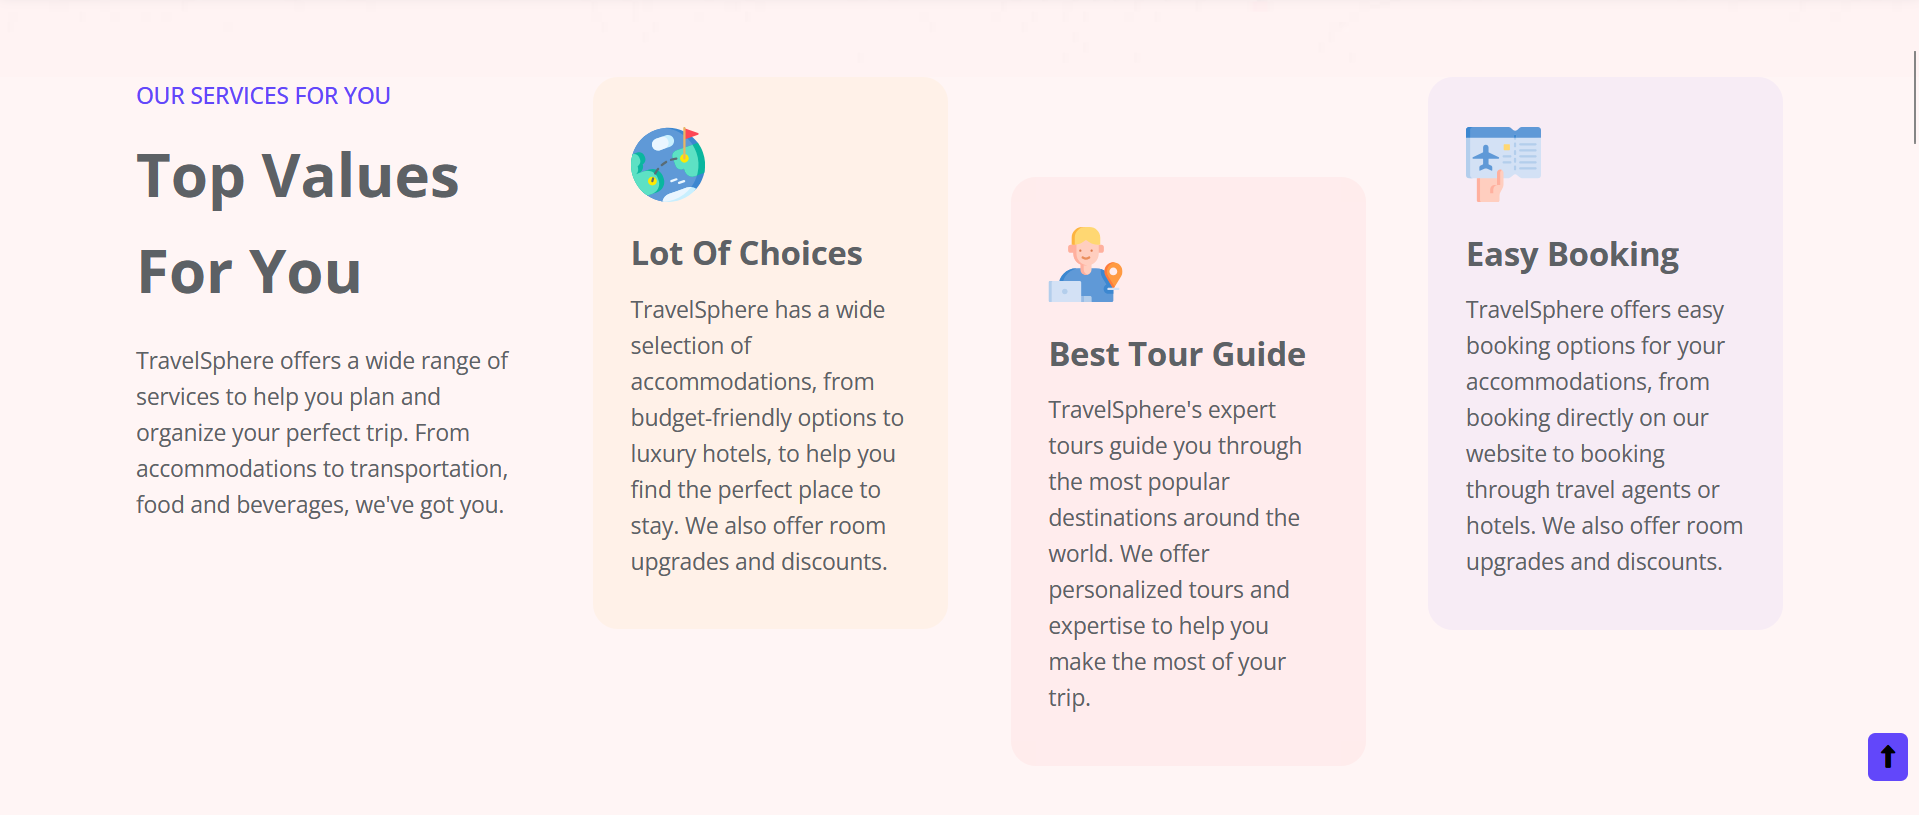 OUR SERVICES FOR YOU
Top Values
For You
TravelSphere offers a wide range of
services to help you plan and
organize your perfect trip. From
accommodations to transportation,
food and beverages, we've got you.
Lot Of Choices
TravelSphere has a wide
selection of
accommodations, from
budget-friendly options to
luxury hotels, to help you
find the perfect place to
stay. We also offer room
upgrades and discounts.
Best Tour Guide
TravelSphere's expert
tours guide you through
the most popular
destinations around the
world. We offer
personalized tours and
expertise to help you
make the most of your
trip.
Easy Booking
TravelSphere offers easy
booking options for your
accommodations, from
booking directly on our
website to booking
through travel agents or
hotels. We also offer room
upgrades and discounts.